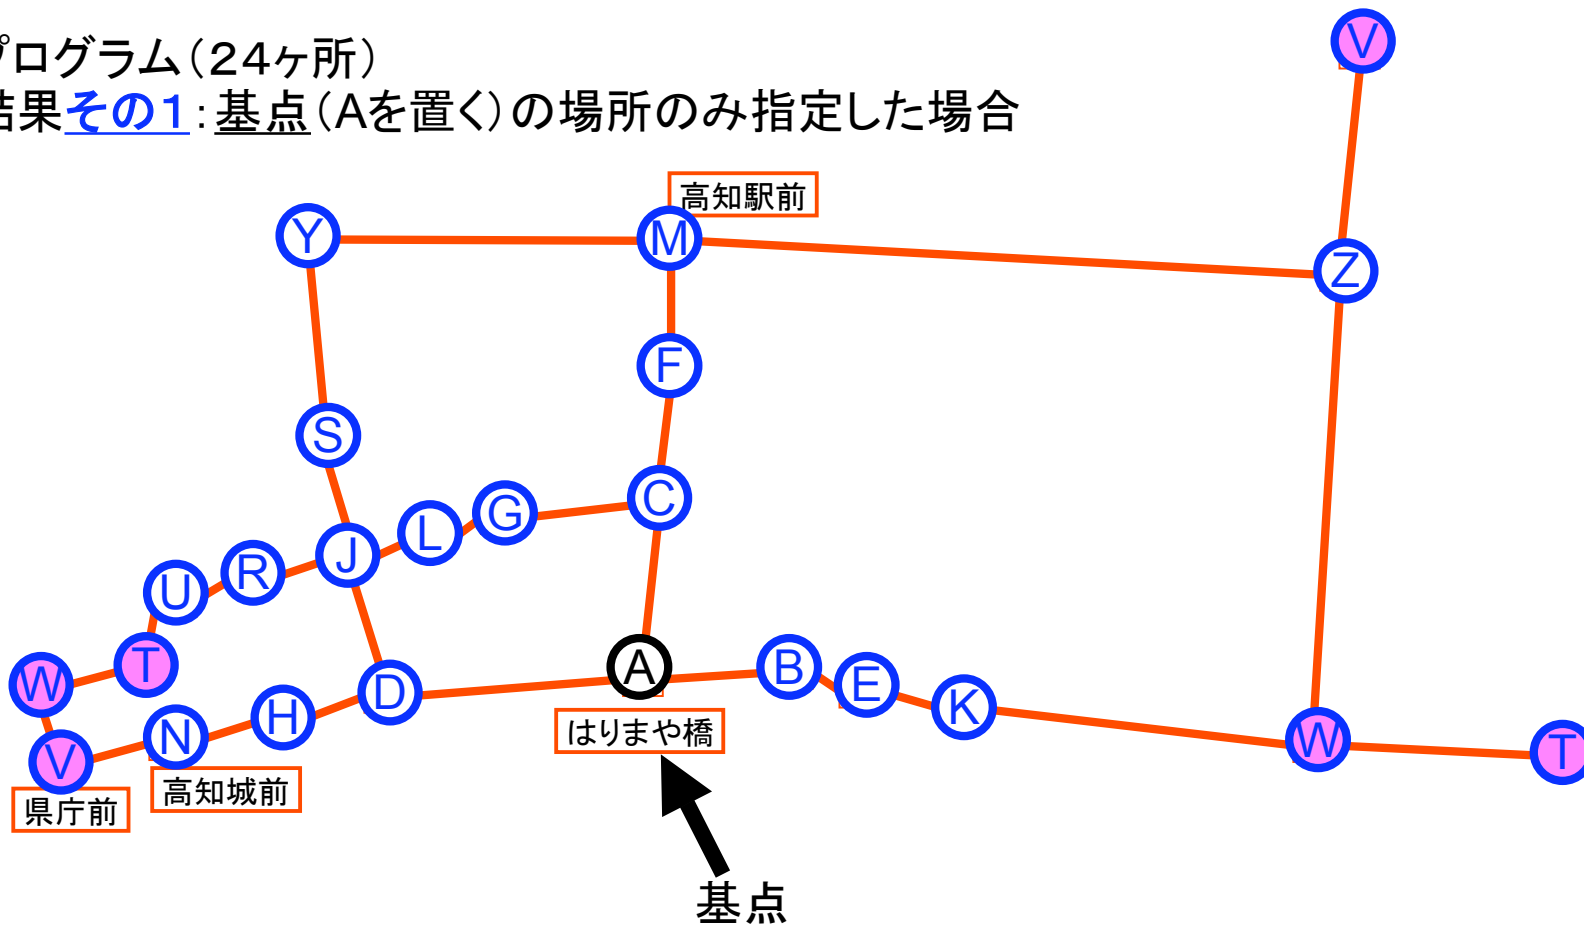 プログラム（２４ヶ所）
結果その１：基点（Aを置く）の場所のみ指定した場合
V
高知駅前
Y
M
Z
F
S
C
G
L
J
R
U
T
W
A
B
E
K
D
H
N
V
W
T
はりまや橋
高知城前
県庁前
基点